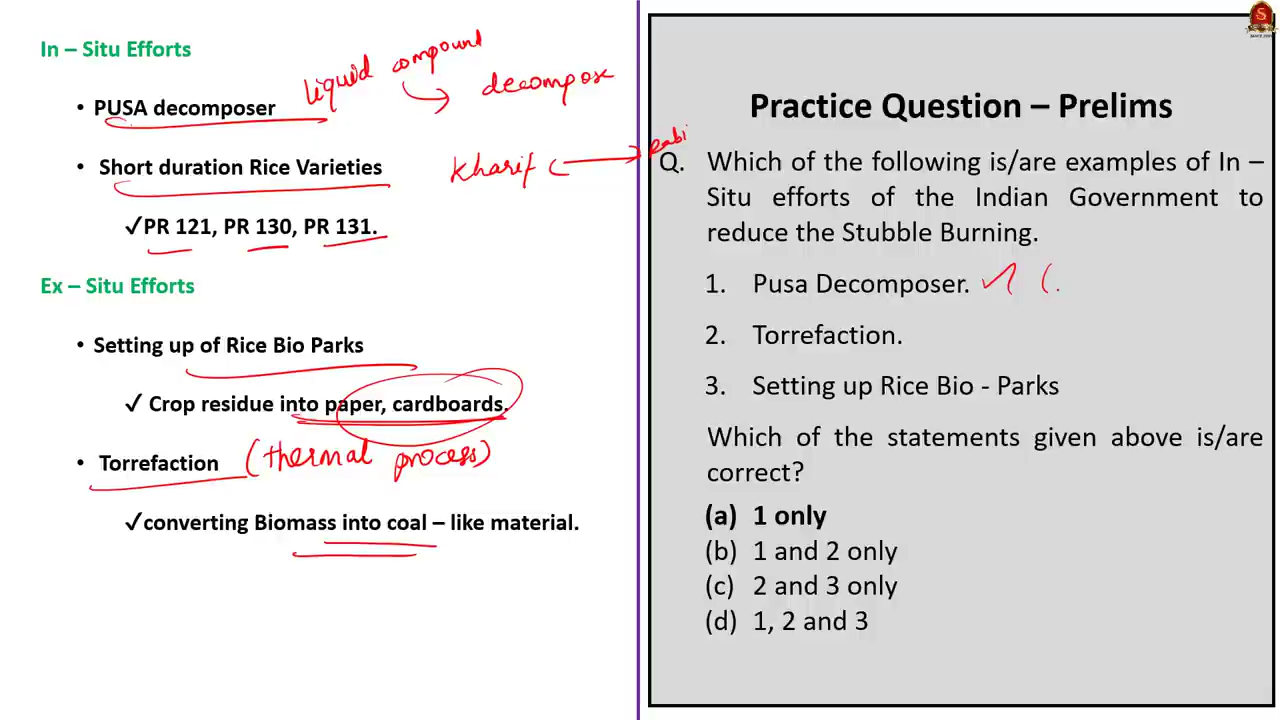 In – Situ Efforts
liquid compound
decompose
• PUSA decomposer
• Short duration Rice Varieties
kharif
rabi
✓PR 121, PR 130, PR 131.
Ex – Situ Efforts
• Setting up of Rice Bio Parks
✓ Crop residue into paper, cardboards.
• Torrefaction (thermal process)
✓converting Biomass into coal – like material.
Practice Question – Prelims
Q. Which of the following is/are examples of In –
Situ efforts of the Indian Government to
reduce the Stubble Burning.
1. Pusa Decomposer.
2. Torrefaction.
3. Setting up Rice Bio - Parks
Which of the statements given above is/are
correct?
(a) 1 only
(b) 1 and 2 only
(c) 2 and 3 only
(d) 1, 2 and 3